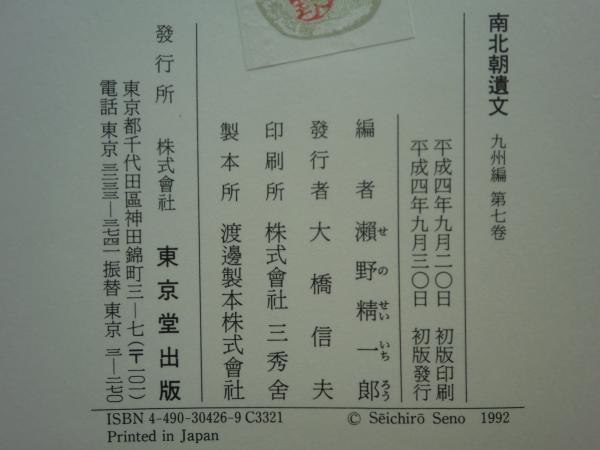 南北朝遺文 九州編 第七巻
平成四年九月二〇日 初版印刷
平成四年九月三〇日 初版発行
編者 瀬野精一郎
せの せい いち ろう
發行者 大橋信夫
印刷所 株式會社 三秀舎
製本所 渡邊製本株式會社
發行所 株式會社 東京堂出版
東京都千代田區神田錦町三―七(〒一〇一)
電話 東京 三二三三―三七四一 振替 東京 三―二七〇
ISBN 4-490-30426-9 C3321 © Sēichirō Seno 1992
Printed in Japan